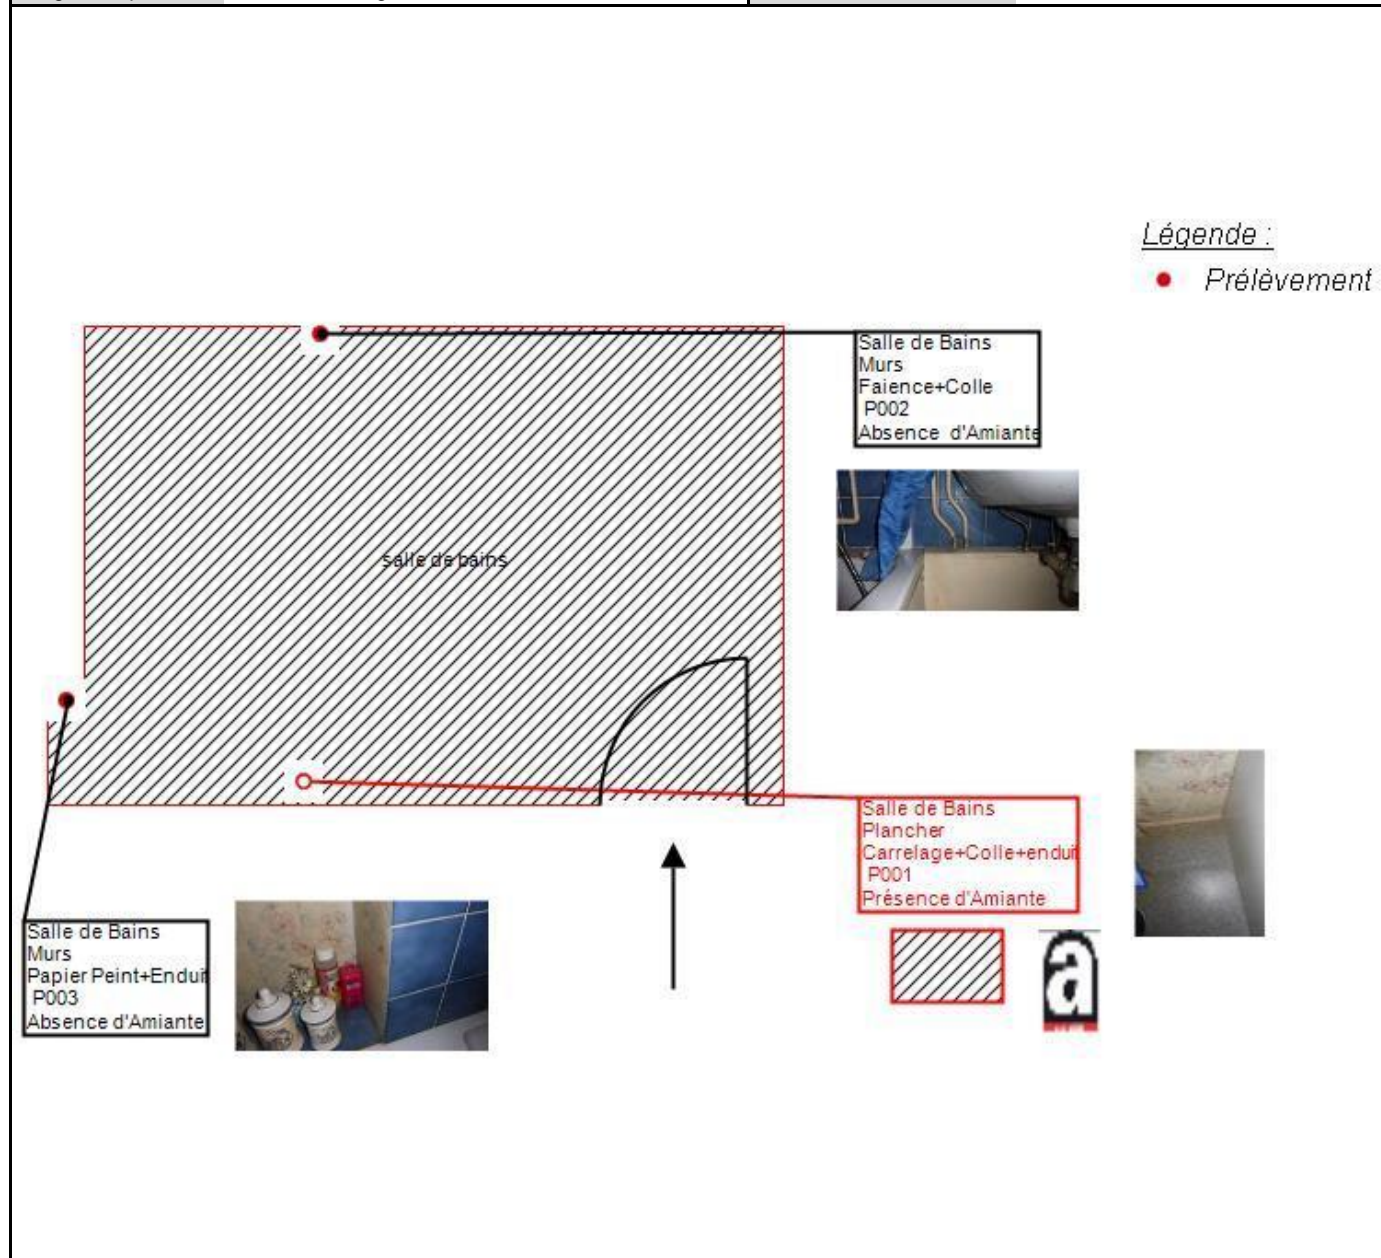 Légende :
Prélèvement
Salle de Bains
Murs
Faience+Colle
P002
Absence d'Amiante
salle de bains
Salle de Bains
Plancher
Carrelage+Colle+enduit
P001
Présence d'Amiante
a
Salle de Bains
Murs
Papier Peint+Enduit
P003
Absence d'Amiante